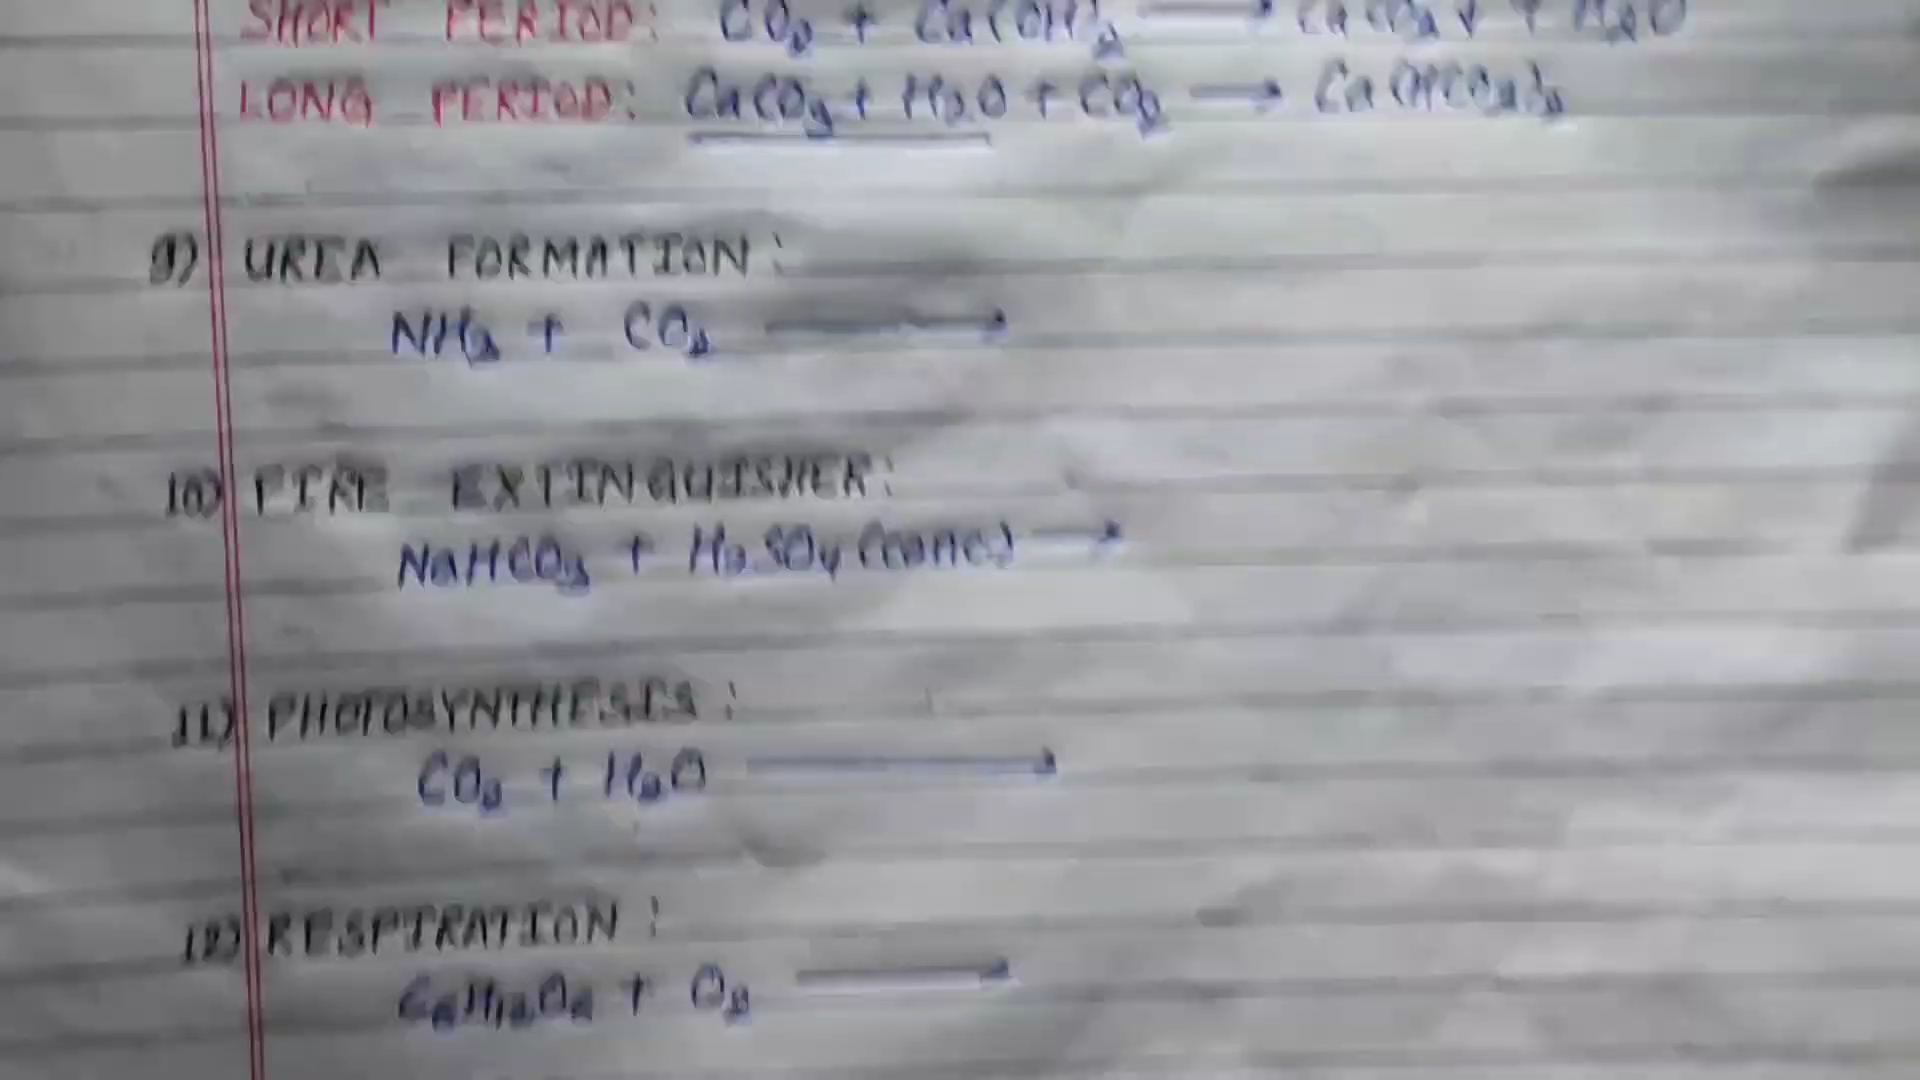 SHORT PERIOD: CO₂ + Ca(OH)₂ ⟶ CaCO₃↓ + H₂O
LONG PERIOD: CaCO₃ + H₂O + CO₂ ⟶ Ca(HCO₃)₂
9) UREA FORMATION:
NH₃ + CO₂ ⟶
10) FIRE EXTINGUISHER:
NaHCO₃ + H₂SO₄ (conc) ⟶
11) PHOTOSYNTHESIS:
CO₂ + H₂O ⟶
12) RESPIRATION:
C₆H₁₂O₆ + O₂ ⟶